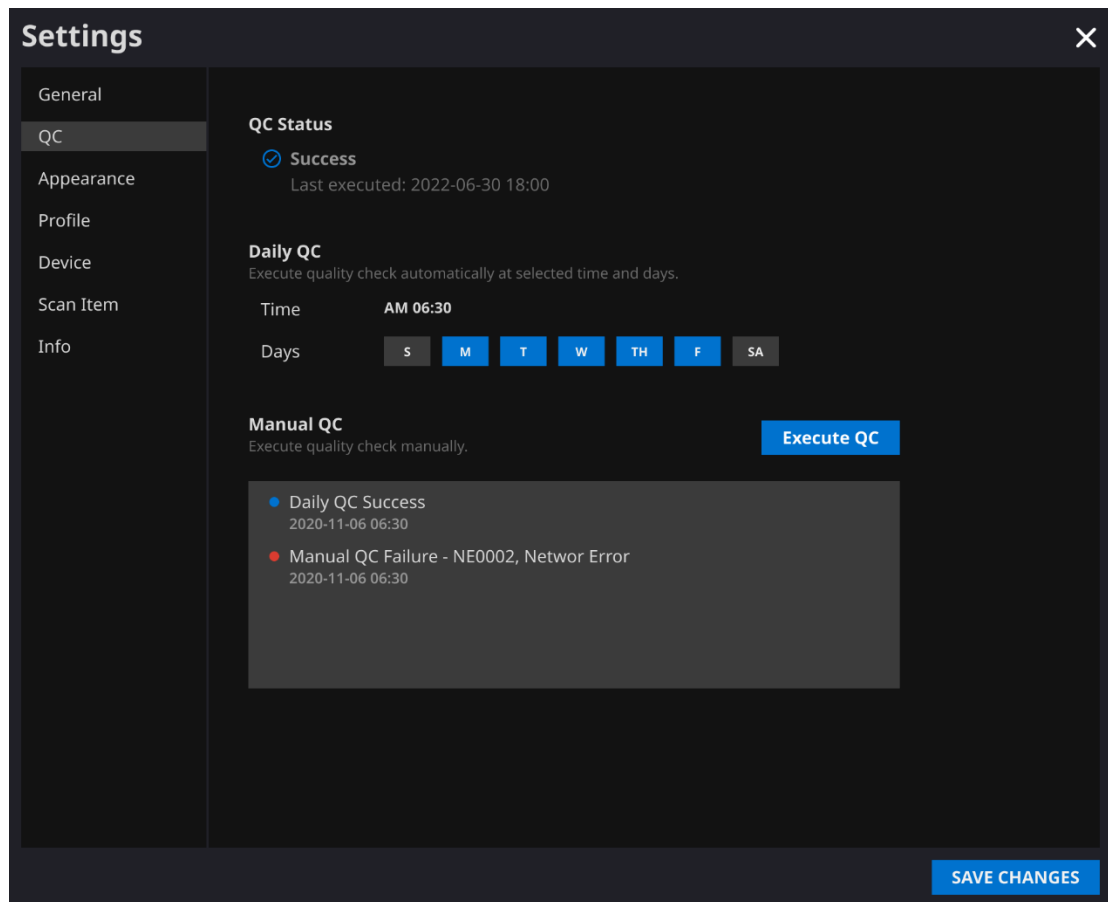 Settings
General
QC
Appearance
Profile
Device
Scan Item
Info
QC Status
Success
Last executed: 2022-06-30 18:00
Daily QC
Execute quality check automatically at selected time and days.
Time AM 06:30
Days S M T W TH F SA
Manual QC
Execute quality check manually.
Execute QC
Daily QC Success
2020-11-06 06:30
Manual QC Failure - NE0002, Networ Error
2020-11-06 06:30
SAVE CHANGES